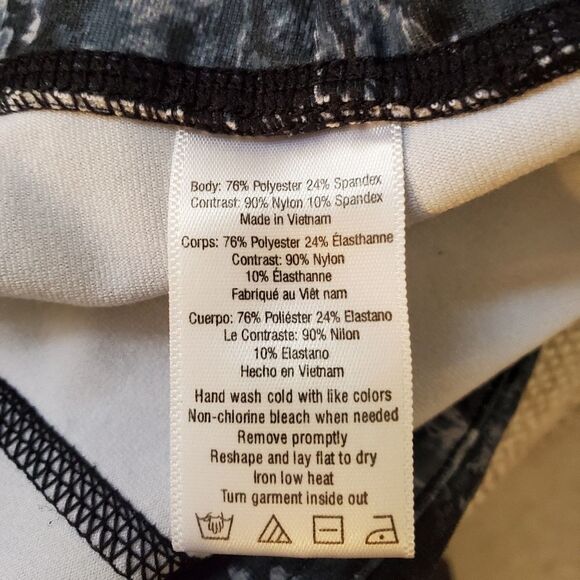 Body: 76% Polyester 24% Spandex
Contrast: 90% Nylon 10% Spandex
Made in Vietnam
Corps: 76% Polyester 24% Élasthanne
Contrast: 90% Nylon
10% Élasthanne
Fabriqué au Viêt nam
Cuerpo: 76% Poliéster 24% Elastano
Le Contraste: 90% Nilon
10% Elastano
Hecho en Vietnam
Hand wash cold with like colors
Non-chlorine bleach when needed
Remove promptly
Reshape and lay flat to dry
Iron low heat
Turn garment inside out